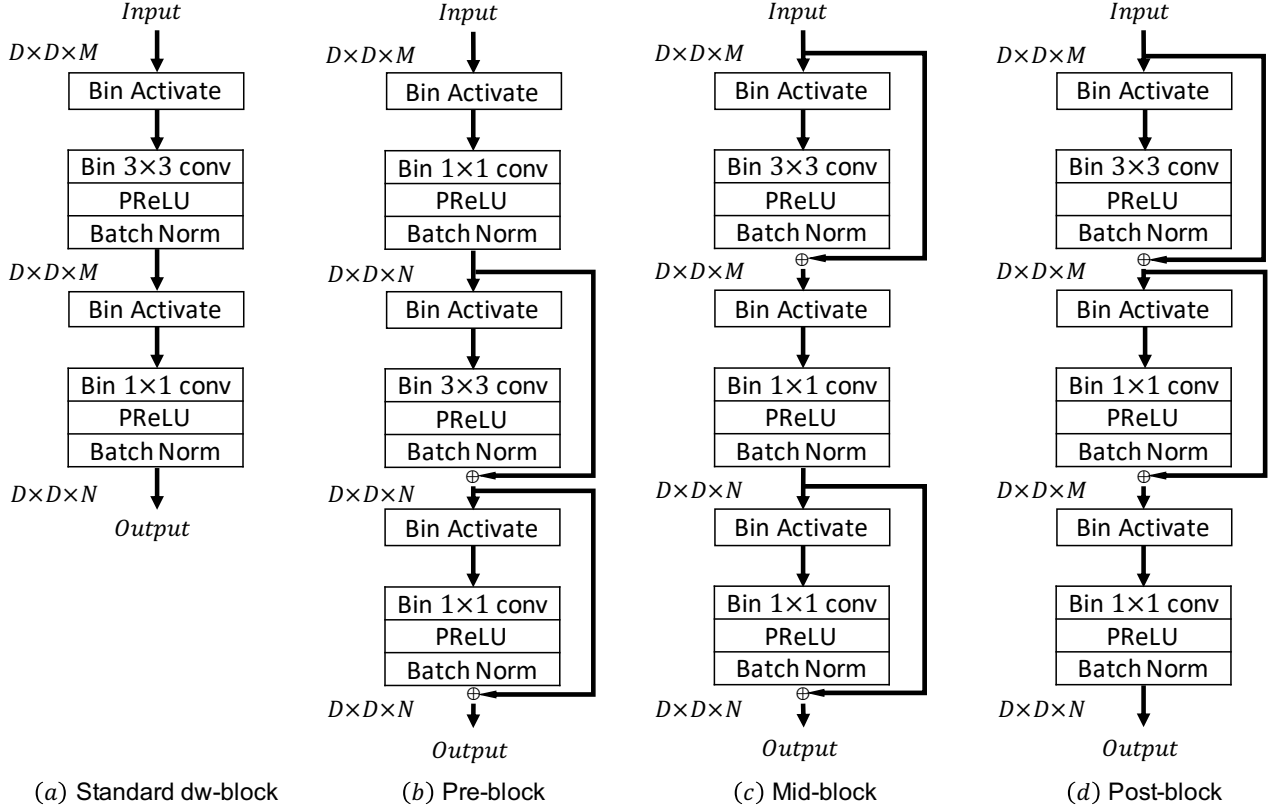 Input
D×D×M
Bin Activate
Bin 3×3 conv
PReLU
Batch Norm
D×D×M
Bin Activate
Bin 1×1 conv
PReLU
Batch Norm
D×D×N
Output
(a) Standard dw-block
Input
D×D×M
Bin Activate
Bin 1×1 conv
PReLU
Batch Norm
D×D×N
Bin Activate
Bin 3×3 conv
PReLU
Batch Norm
⊕
D×D×N
Bin Activate
Bin 1×1 conv
PReLU
Batch Norm
⊕
D×D×N
Output
(b) Pre-block
Input
D×D×M
Bin Activate
Bin 3×3 conv
PReLU
Batch Norm
⊕
D×D×M
Bin Activate
Bin 1×1 conv
PReLU
Batch Norm
D×D×N
Bin Activate
Bin 1×1 conv
PReLU
Batch Norm
⊕
D×D×N
Output
(c) Mid-block
Input
D×D×M
Bin Activate
Bin 3×3 conv
PReLU
Batch Norm
⊕
D×D×M
Bin Activate
Bin 1×1 conv
PReLU
Batch Norm
⊕
D×D×M
Bin Activate
Bin 1×1 conv
PReLU
Batch Norm
D×D×N
Output
(d) Post-block